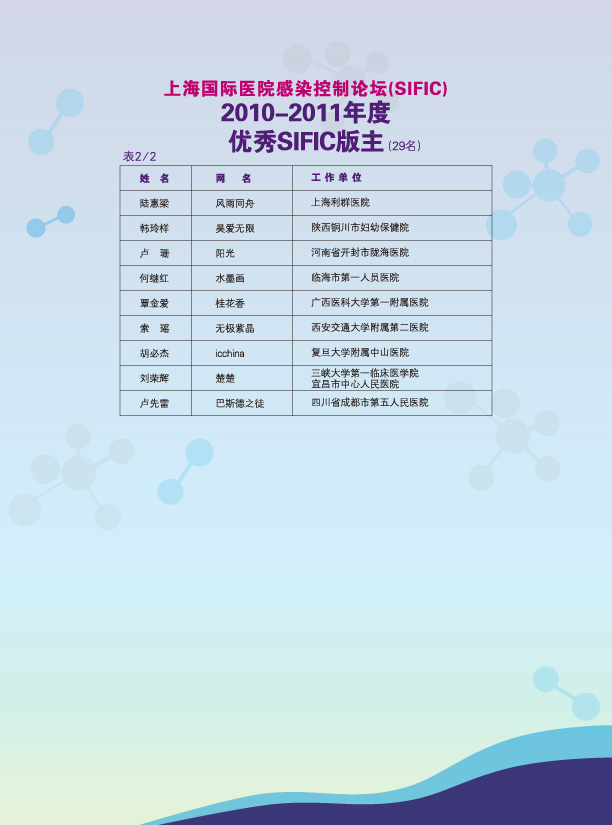 上海国际医院感染控制论坛(SIFIC)
2010-2011年度
优秀SIFIC版主(29名)
表2/2
姓 名 网 名 工作单位
陆惠梁 风雨同舟 上海利群医院
韩玲样 昊爱无限 陕西铜川市妇幼保健院
卢 珊 阳光 河南省开封市陇海医院
何继红 水墨画 临海市第一人员医院
覃金爱 桂花香 广西医科大学第一附属医院
索 瑶 无极紫晶 西安交通大学附属第二医院
胡必杰 icchina 复旦大学附属中山医院
刘荣辉 楚楚 三峡大学第一临床医学院
宜昌市中心人民医院
卢先雷 巴斯德之徒 四川省成都市第五人民医院